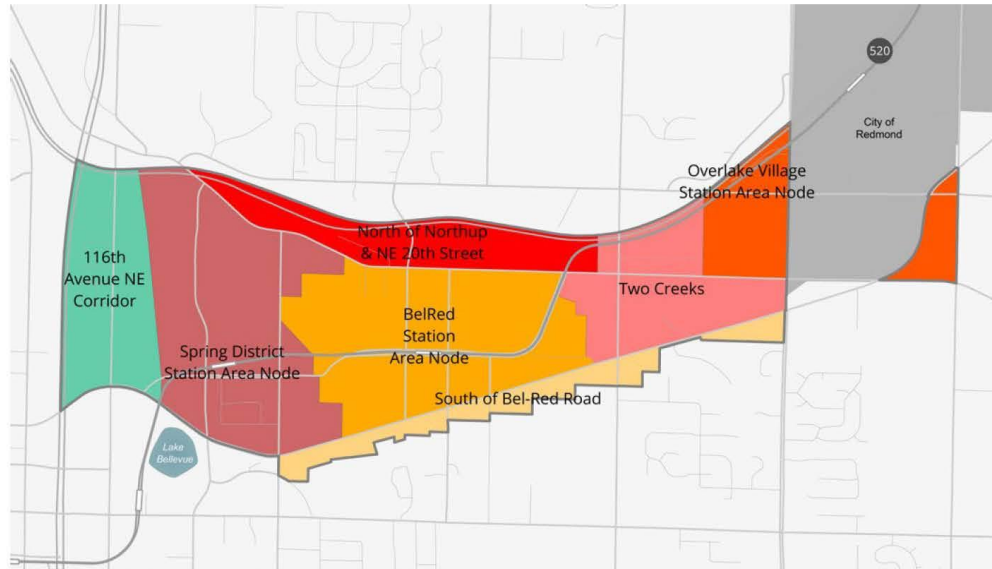 520
City of
Redmond
Overlake Village
Station Area Node
North of Northup
& NE 20th Street
116th
Avenue NE
Corridor
Two Creeks
BelRed
Station
Area Node
Spring District
Station Area Node
South of Bel-Red Road
Lake
Bellevue